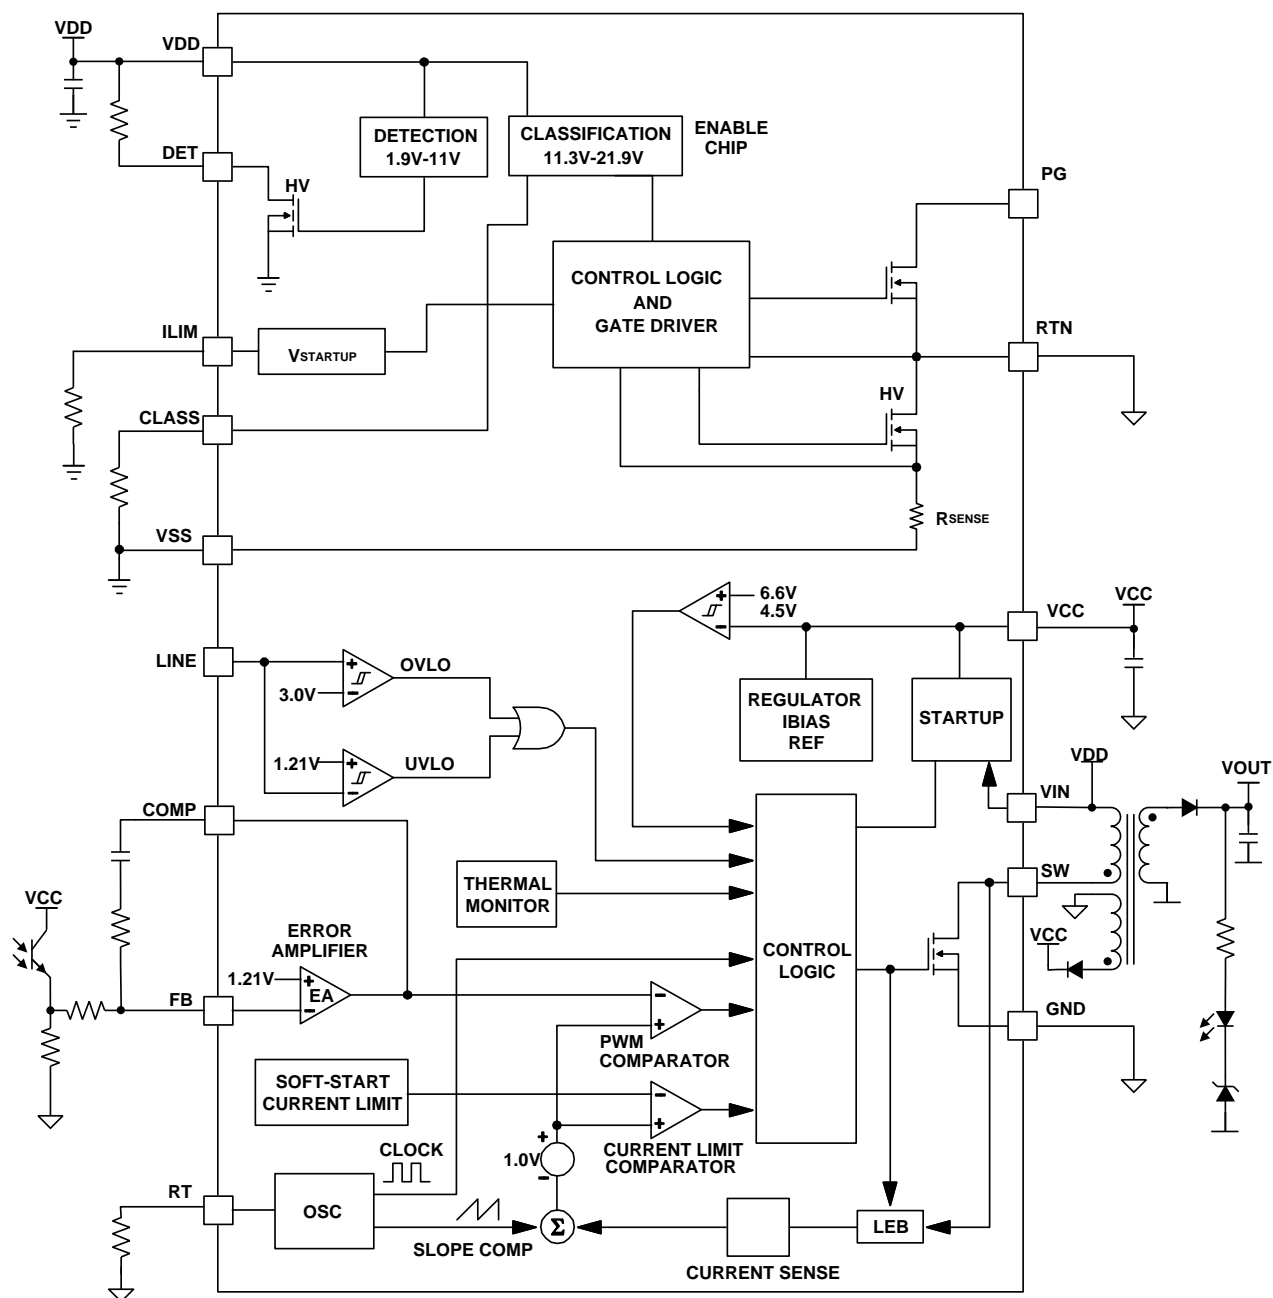 VDD
VDD
DETECTION
1.9V-11V
CLASSIFICATION
11.3V-21.9V
ENABLE
CHIP
DET
HV
PG
CONTROL LOGIC
AND
GATE DRIVER
ILIM
VSTARTUP
RTN
HV
CLASS
RSENSE
VSS
6.6V
4.5V
+
-
VCC
VCC
LINE
+
-
OVLO
3.0V
REGULATOR
IBIAS
REF
STARTUP
1.21V
+
-
UVLO
VDD
VOUT
VIN
COMP
SW
THERMAL
MONITOR
VCC
ERROR
AMPLIFIER
VCC
CONTROL
LOGIC
1.21V
+
EA
-
FB
GND
-
+
PWM
COMPARATOR
SOFT-START
CURRENT LIMIT
-
+
CURRENT LIMIT
COMPARATOR
CLOCK
+
1.0V
-
RT
OSC
Σ
LEB
SLOPE COMP
CURRENT SENSE